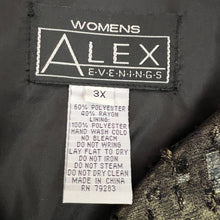 WOMENS
ALEX
EVENINGS
3X
60% POLYESTER
40% RAYON
LINING:
100% POLYESTER
HAND WASH COLD
NO BLEACH
DO NOT WRING
LAY FLAT TO DRY
DO NOT IRON
DO NOT STEAM
DO NOT DRY CLEAN
MADE IN CHINA
RN 79283